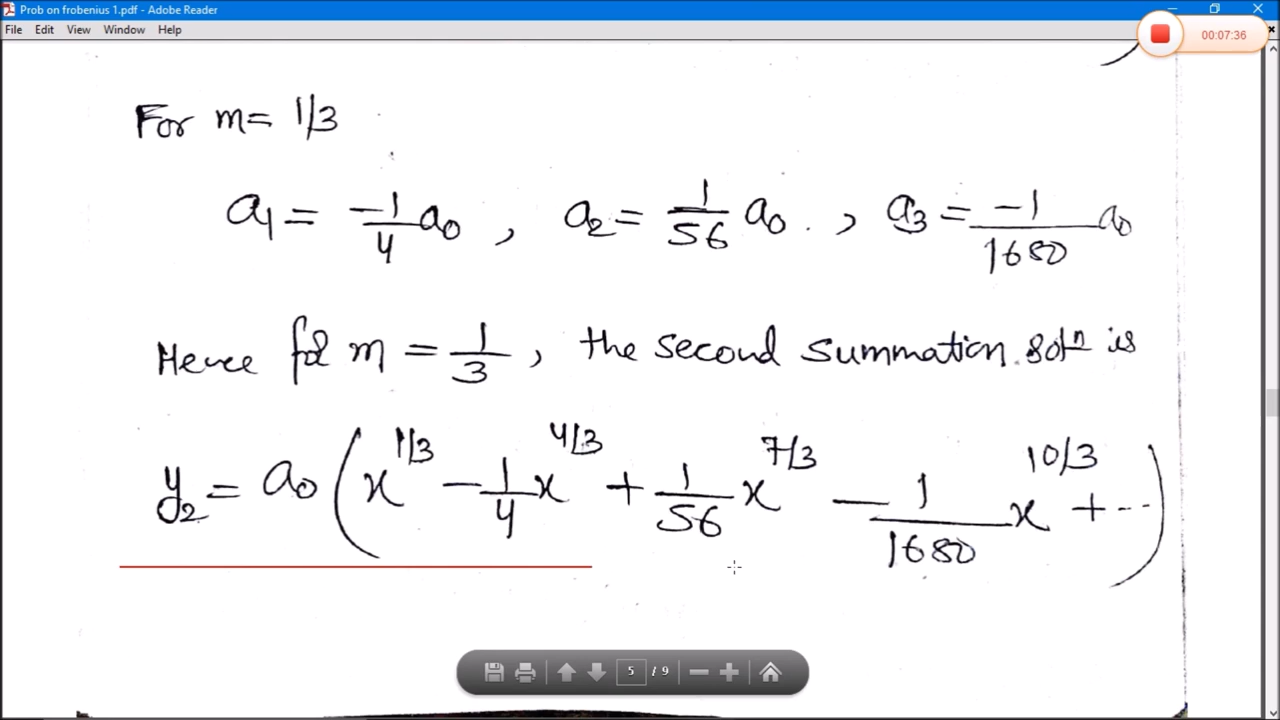 Prob on frobenius 1.pdf - Adobe Reader
File Edit View Window Help
00:07:36
For m= 1/3
a₁ = -1/4 a₀ , a₂ = 1/56 a₀ . , a₃ = -1/1680 a₀
Hence for m = 1/3 , the second summation solⁿ is
y₂ = a₀ ( x^1/3 - 1/4 x^4/3 + 1/56 x^7/3 - 1/1680 x^10/3 + --- )
5 / 9